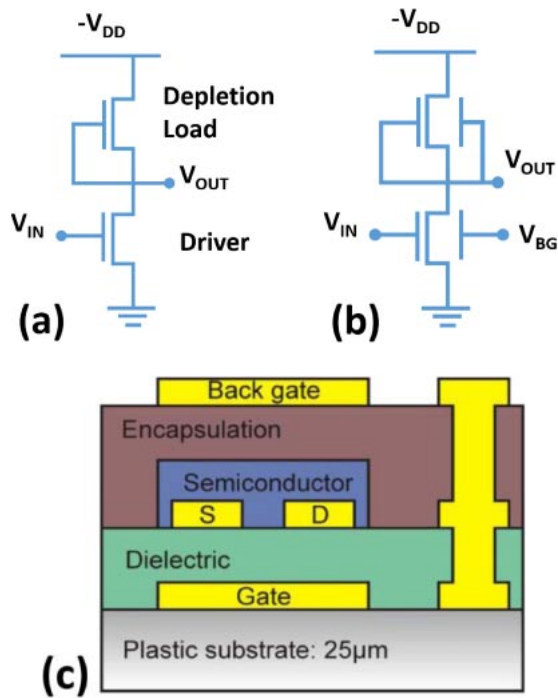 -VDD
Depletion
Load
VOUT
VIN
Driver
(a)
-VDD
VOUT
VIN
VBG
(b)
Back gate
Encapsulation
Semiconductor
S
D
Dielectric
Gate
Plastic substrate: 25µm
(c)